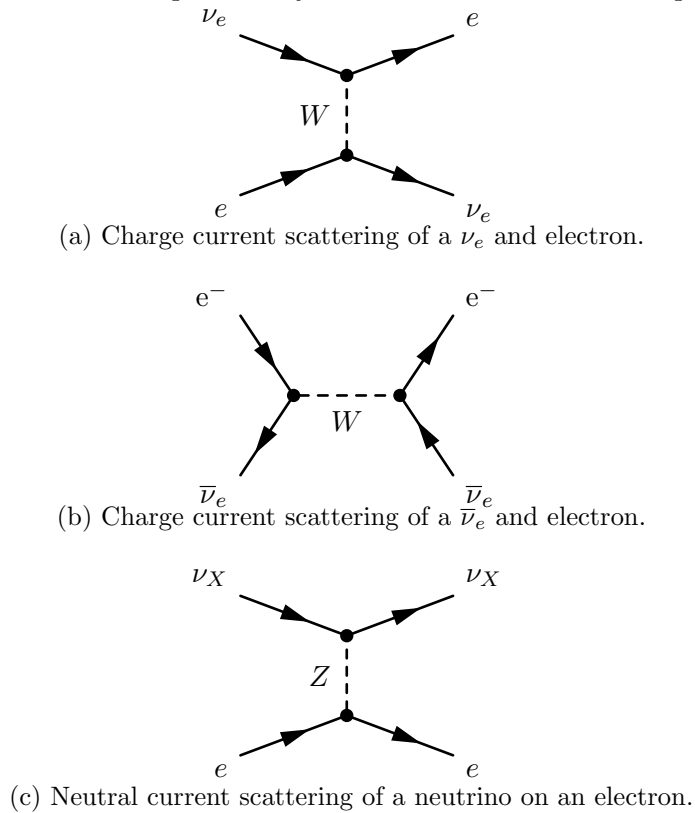 ν_e e
W
e ν_e
(a) Charge current scattering of a ν_e and electron.
e⁻ e⁻
W
ν̅_e ν̅_e
(b) Charge current scattering of a ν̅_e and electron.
ν_X ν_X
Z
e e
(c) Neutral current scattering of a neutrino on an electron.